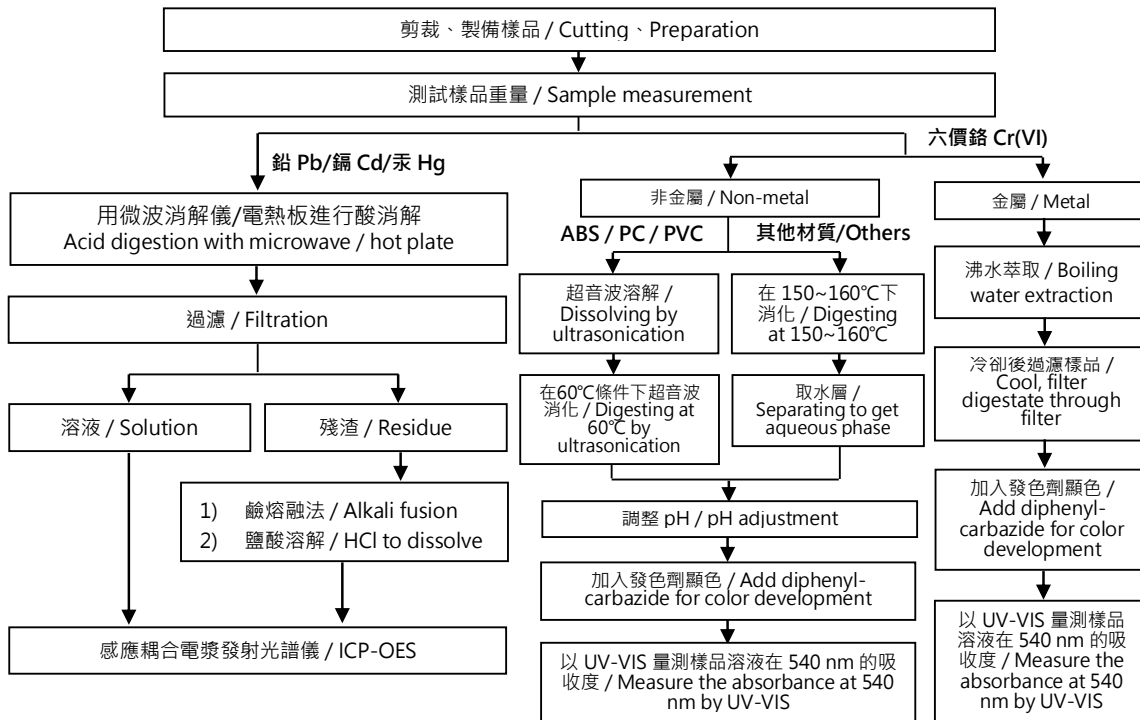 剪裁、製備樣品 / Cutting、Preparation
測試樣品重量 / Sample measurement
鉛 Pb/鎘 Cd/汞 Hg
六價鉻 Cr(VI)
用微波消解儀/電熱板進行酸消解
Acid digestion with microwave / hot plate
過濾 / Filtration
溶液 / Solution
殘渣 / Residue
1) 鹼熔融法 / Alkali fusion
2) 鹽酸溶解 / HCl to dissolve
感應耦合電漿發射光譜儀 / ICP-OES
非金屬 / Non-metal
ABS / PC / PVC
其他材質/Others
超音波溶解 /
Dissolving by
ultrasonication
在60℃條件下超音波
消化 / Digesting at
60℃ by
ultrasonication
在 150~160℃下
消化 / Digesting
at 150~160℃
取水層 /
Separating to get
aqueous phase
調整 pH / pH adjustment
加入發色劑顯色 / Add diphenyl-
carbazide for color development
以 UV-VIS 量測樣品溶液在 540 nm 的吸
收度 / Measure the absorbance at 540
nm by UV-VIS
金屬 / Metal
沸水萃取 / Boiling
water extraction
冷卻後過濾樣品 /
Cool, filter
digestate through
filter
加入發色劑顯色 /
Add diphenyl-
carbazide for color
development
以 UV-VIS 量測樣品
溶液在 540 nm 的吸
收度 / Measure the
absorbance at 540
nm by UV-VIS